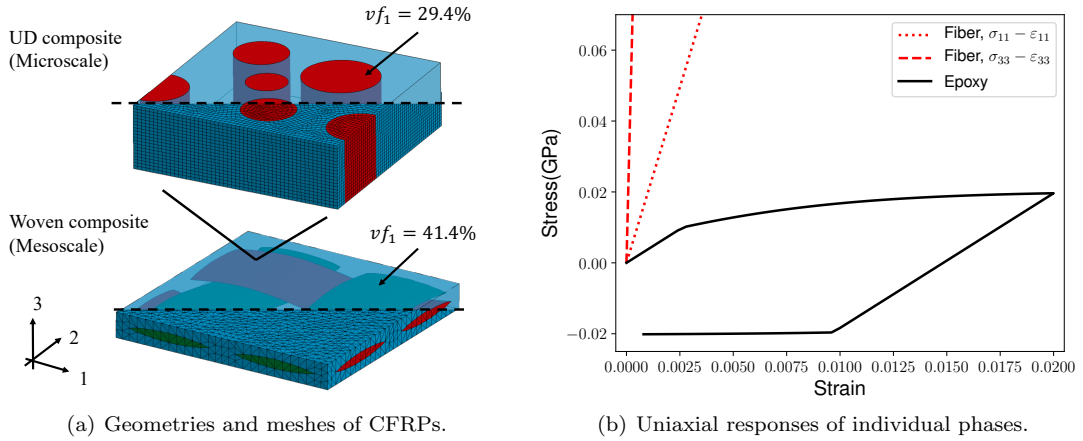 UD composite
(Microscale)
vf₁ = 29.4%
Woven composite
(Mesoscale)
vf₁ = 41.4%
3
2
1
(a) Geometries and meshes of CFRPs.
Fiber, σ₁₁ − ε₁₁
Fiber, σ₃₃ − ε₃₃
Epoxy
Stress(GPa)
0.06
0.04
0.02
0.00
−0.02
0.0000 0.0025 0.0050 0.0075 0.0100 0.0125 0.0150 0.0175 0.0200
Strain
(b) Uniaxial responses of individual phases.